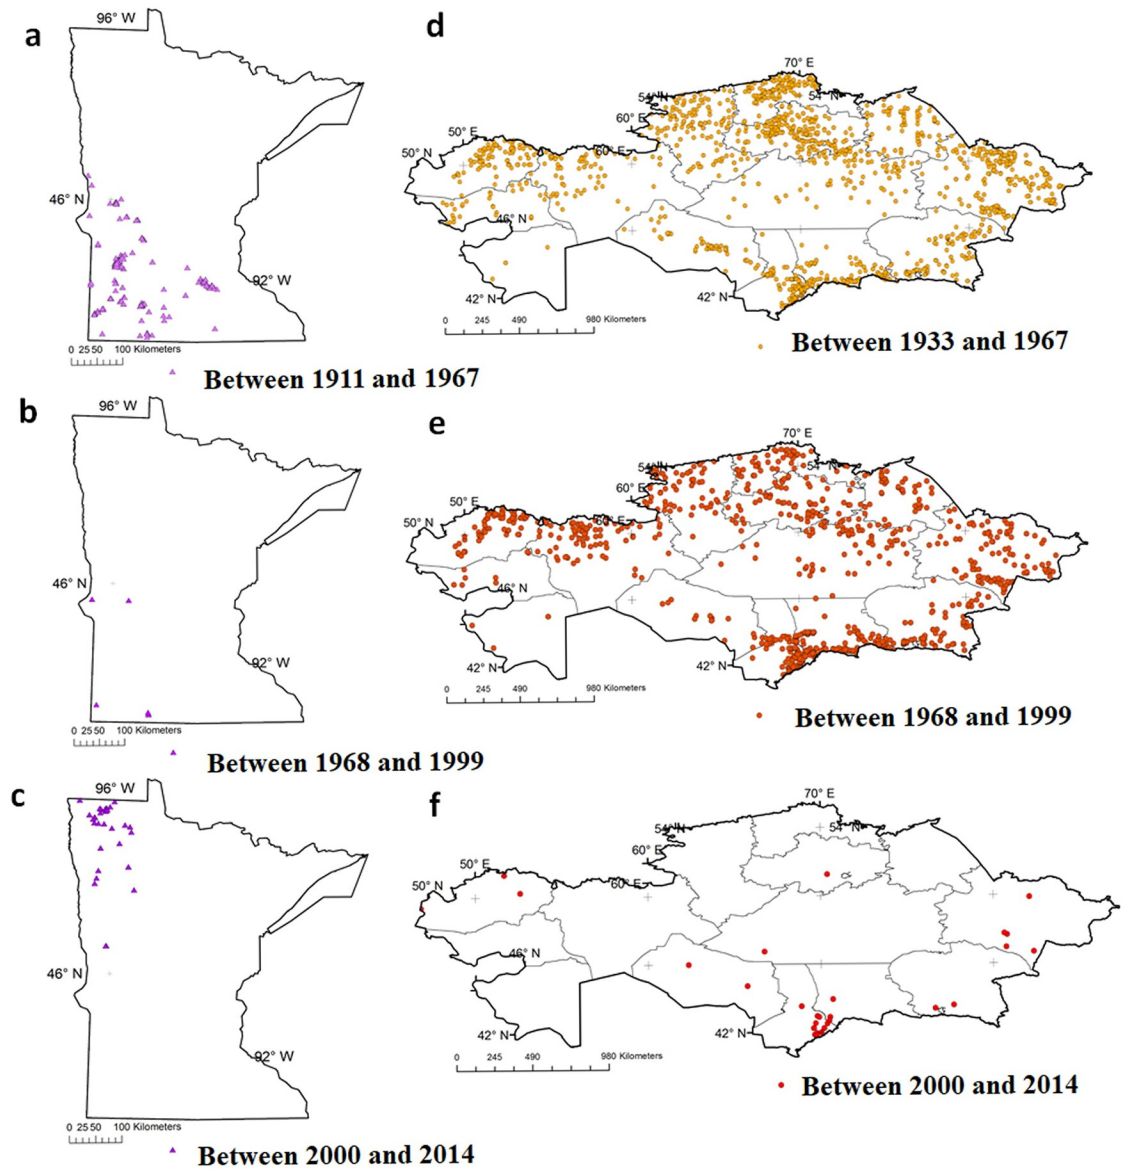 a
96° W
46° N
92° W
0 25 50 100 Kilometers
Between 1911 and 1967
d
70° E
54° N
54° N
60° E
50° E
50° N
60° E
46° N
42° N
42° N
0 245 490 980 Kilometers
Between 1933 and 1967
b
96° W
46° N
92° W
0 25 50 100 Kilometers
Between 1968 and 1999
e
70° E
54° N
54° N
60° E
50° E
50° N
60° E
46° N
42° N
42° N
0 245 490 980 Kilometers
Between 1968 and 1999
c
96° W
46° N
92° W
0 25 50 100 Kilometers
Between 2000 and 2014
f
70° E
54° N
54° N
60° E
50° E
50° N
60° E
46° N
42° N
42° N
0 245 490 980 Kilometers
Between 2000 and 2014